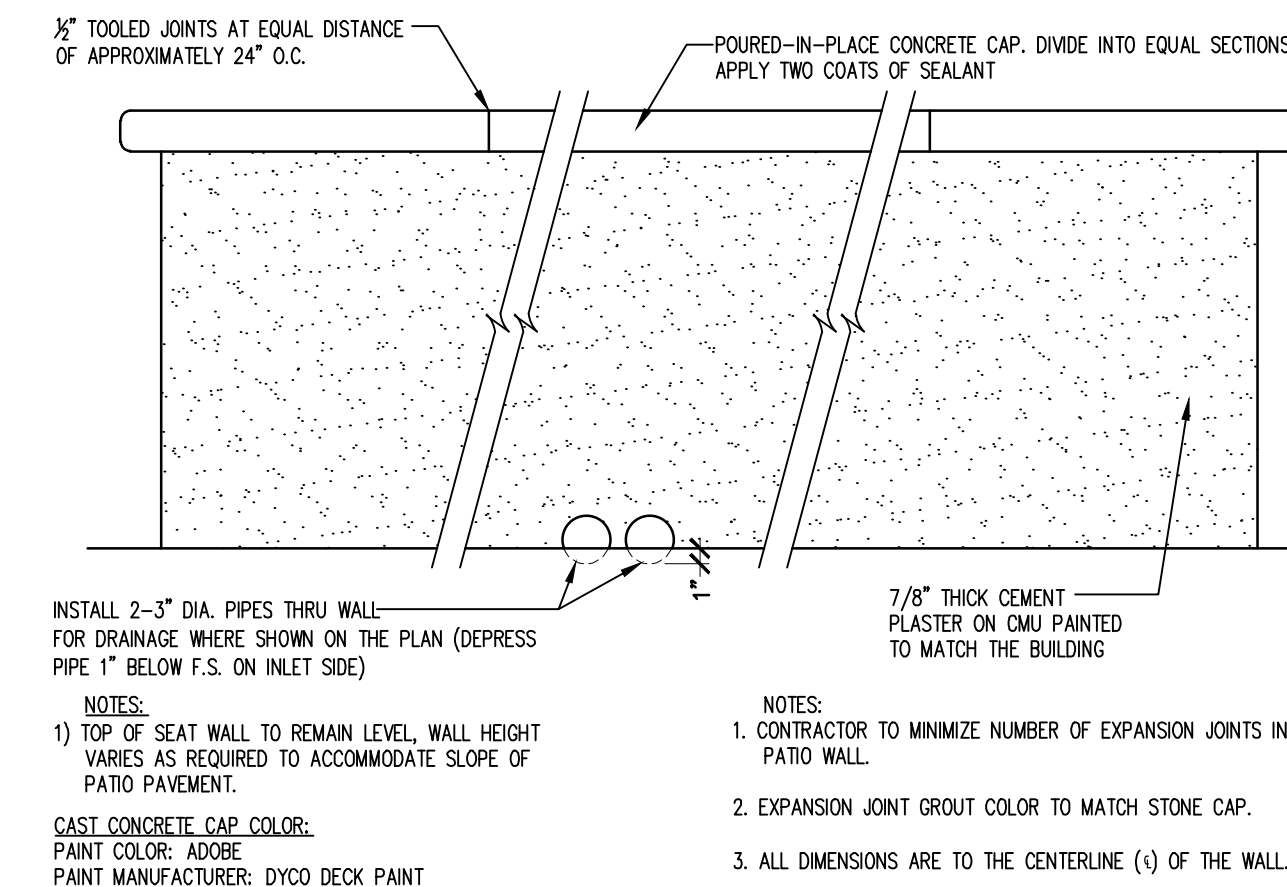 ½" TOOLED JOINTS AT EQUAL DISTANCE
OF APPROXIMATELY 24" O.C.
POURED-IN-PLACE CONCRETE CAP. DIVIDE INTO EQUAL SECTIONS
APPLY TWO COATS OF SEALANT
1"
INSTALL 2-3" DIA. PIPES THRU WALL
FOR DRAINAGE WHERE SHOWN ON THE PLAN (DEPRESS
PIPE 1" BELOW F.S. ON INLET SIDE)
7/8" THICK CEMENT
PLASTER ON CMU PAINTED
TO MATCH THE BUILDING
NOTES:
1) TOP OF SEAT WALL TO REMAIN LEVEL, WALL HEIGHT
VARIES AS REQUIRED TO ACCOMMODATE SLOPE OF
PATIO PAVEMENT.
CAST CONCRETE CAP COLOR:
PAINT COLOR: ADOBE
PAINT MANUFACTURER: DYCO DECK PAINT
NOTES:
1. CONTRACTOR TO MINIMIZE NUMBER OF EXPANSION JOINTS IN
PATIO WALL.
2. EXPANSION JOINT GROUT COLOR TO MATCH STONE CAP.
3. ALL DIMENSIONS ARE TO THE CENTERLINE (℄) OF THE WALL.